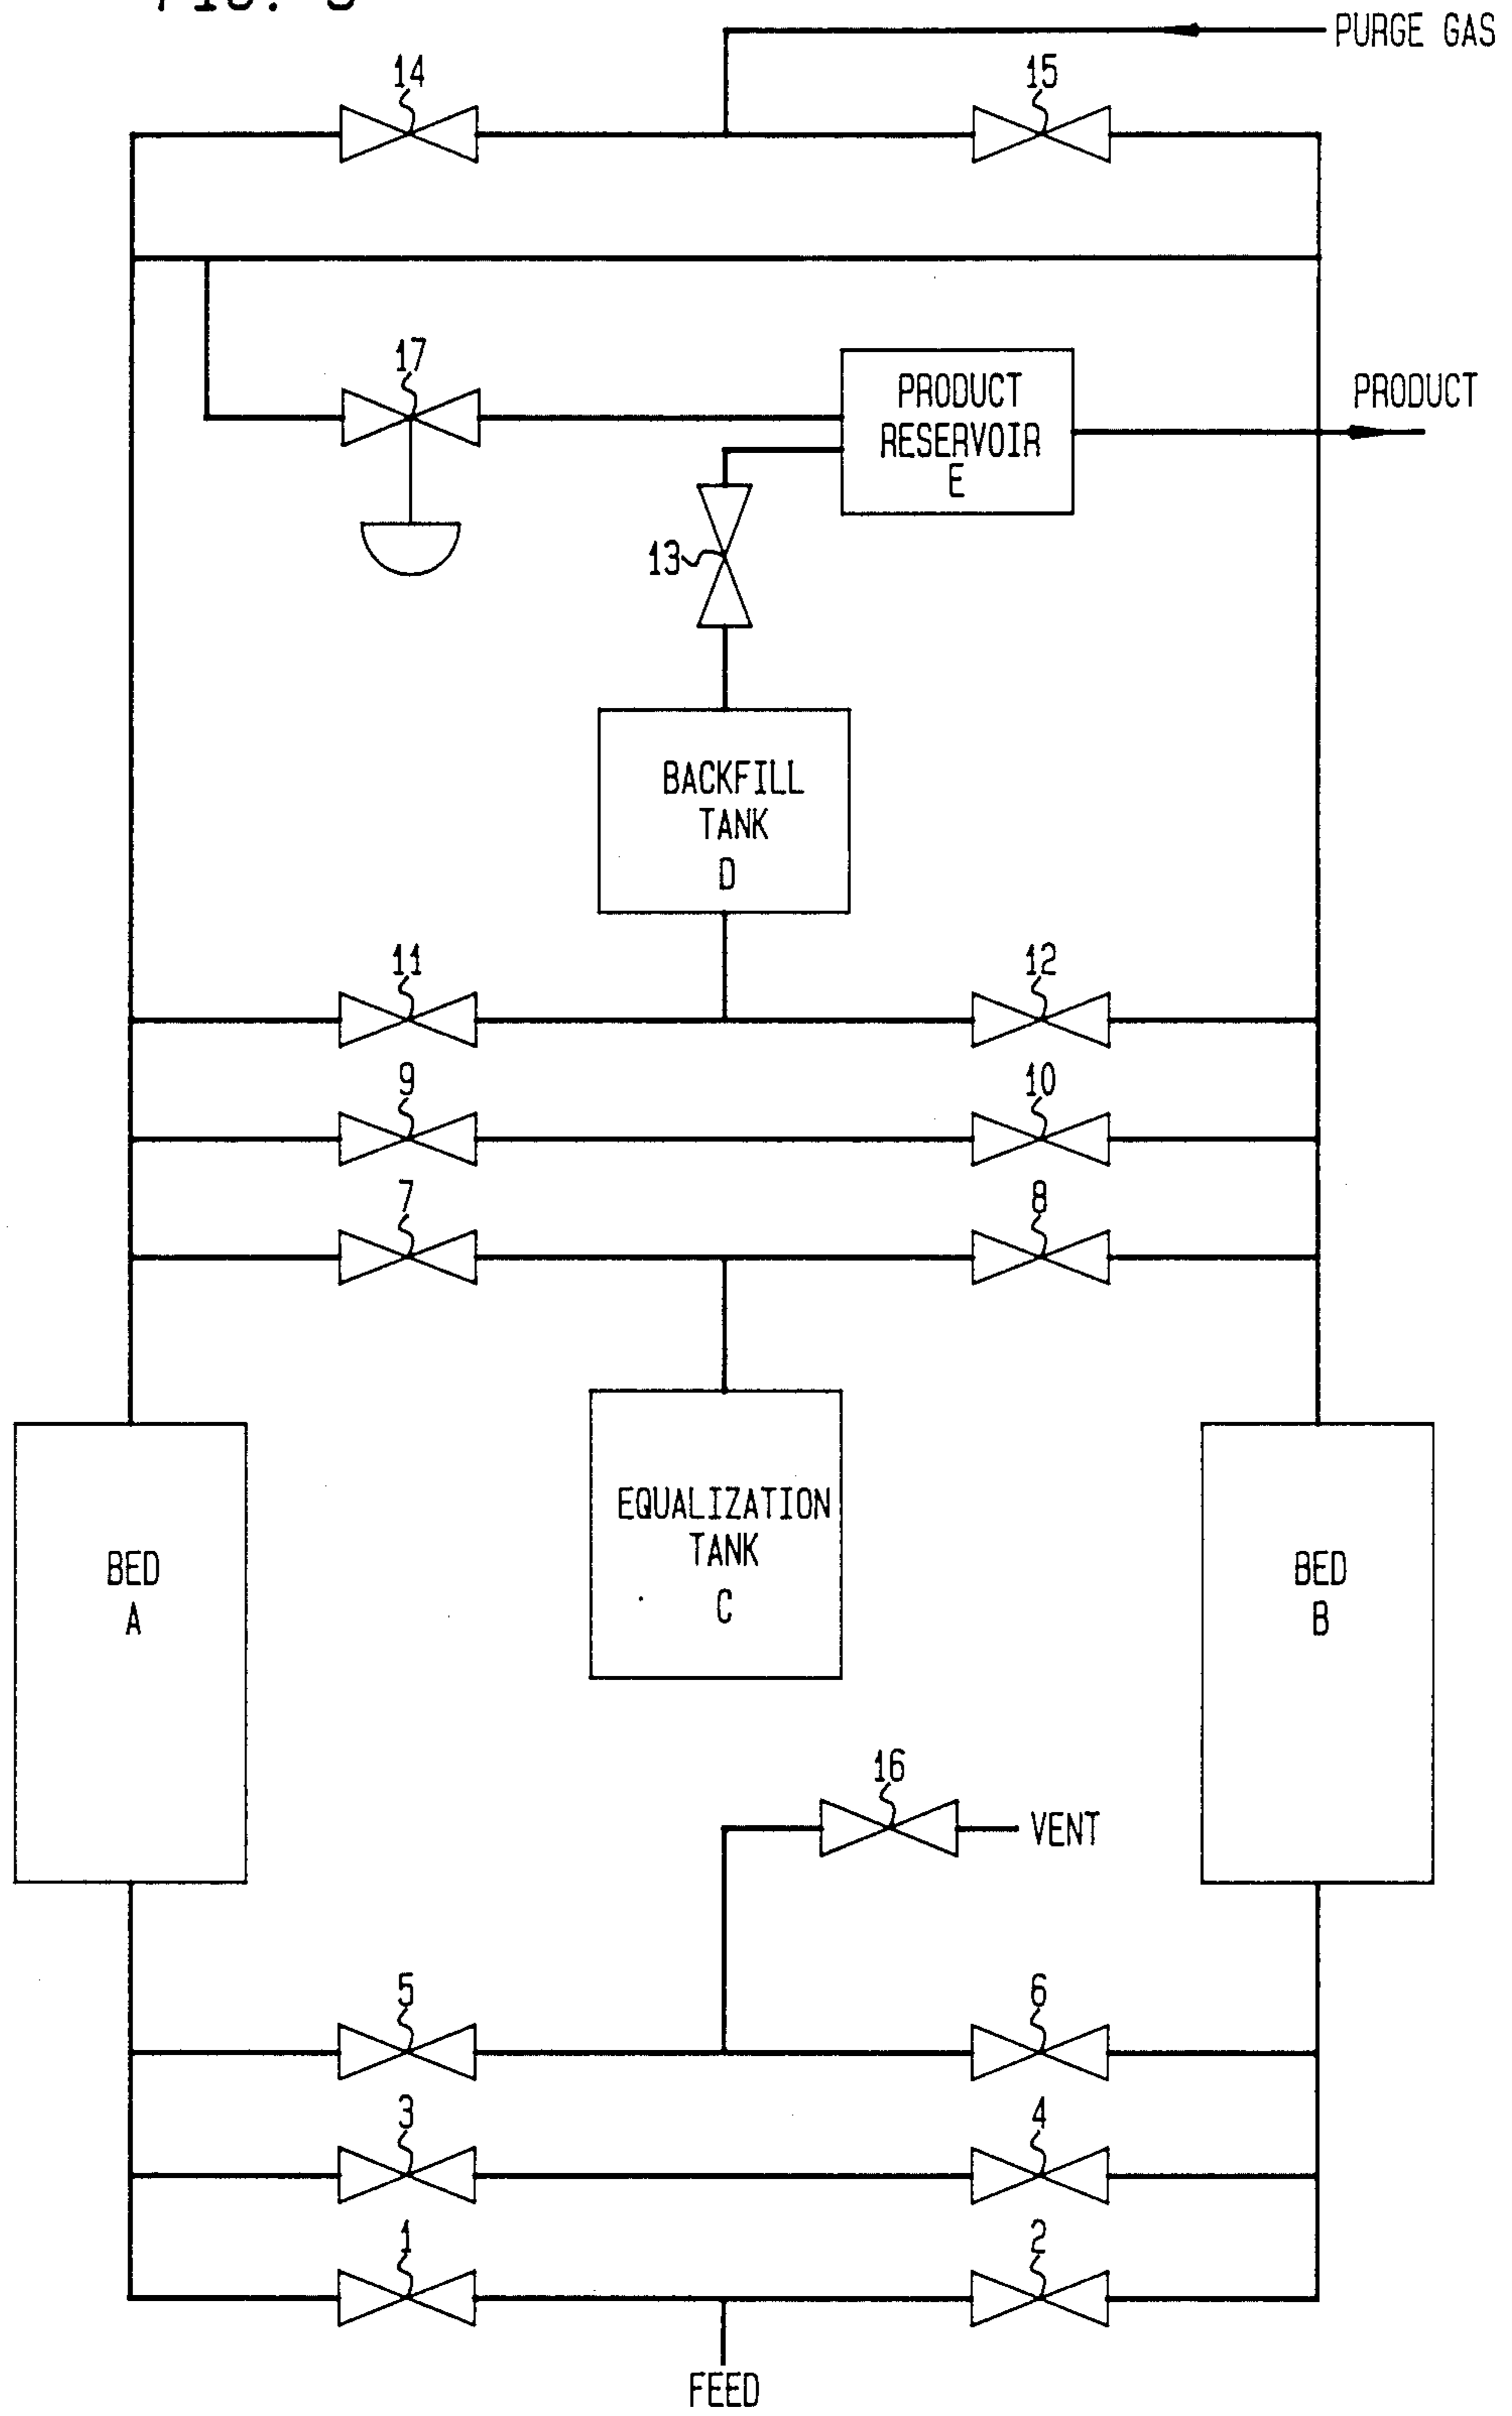 FIG.
PURGE GAS
14
15
17
PRODUCT
RESERVOIR
E
PRODUCT
13
BACKFILL
TANK
D
11
12
9
10
7
8
EQUALIZATION
TANK
C
BED
A
BED
B
16
VENT
5
6
3
4
1
2
FEED